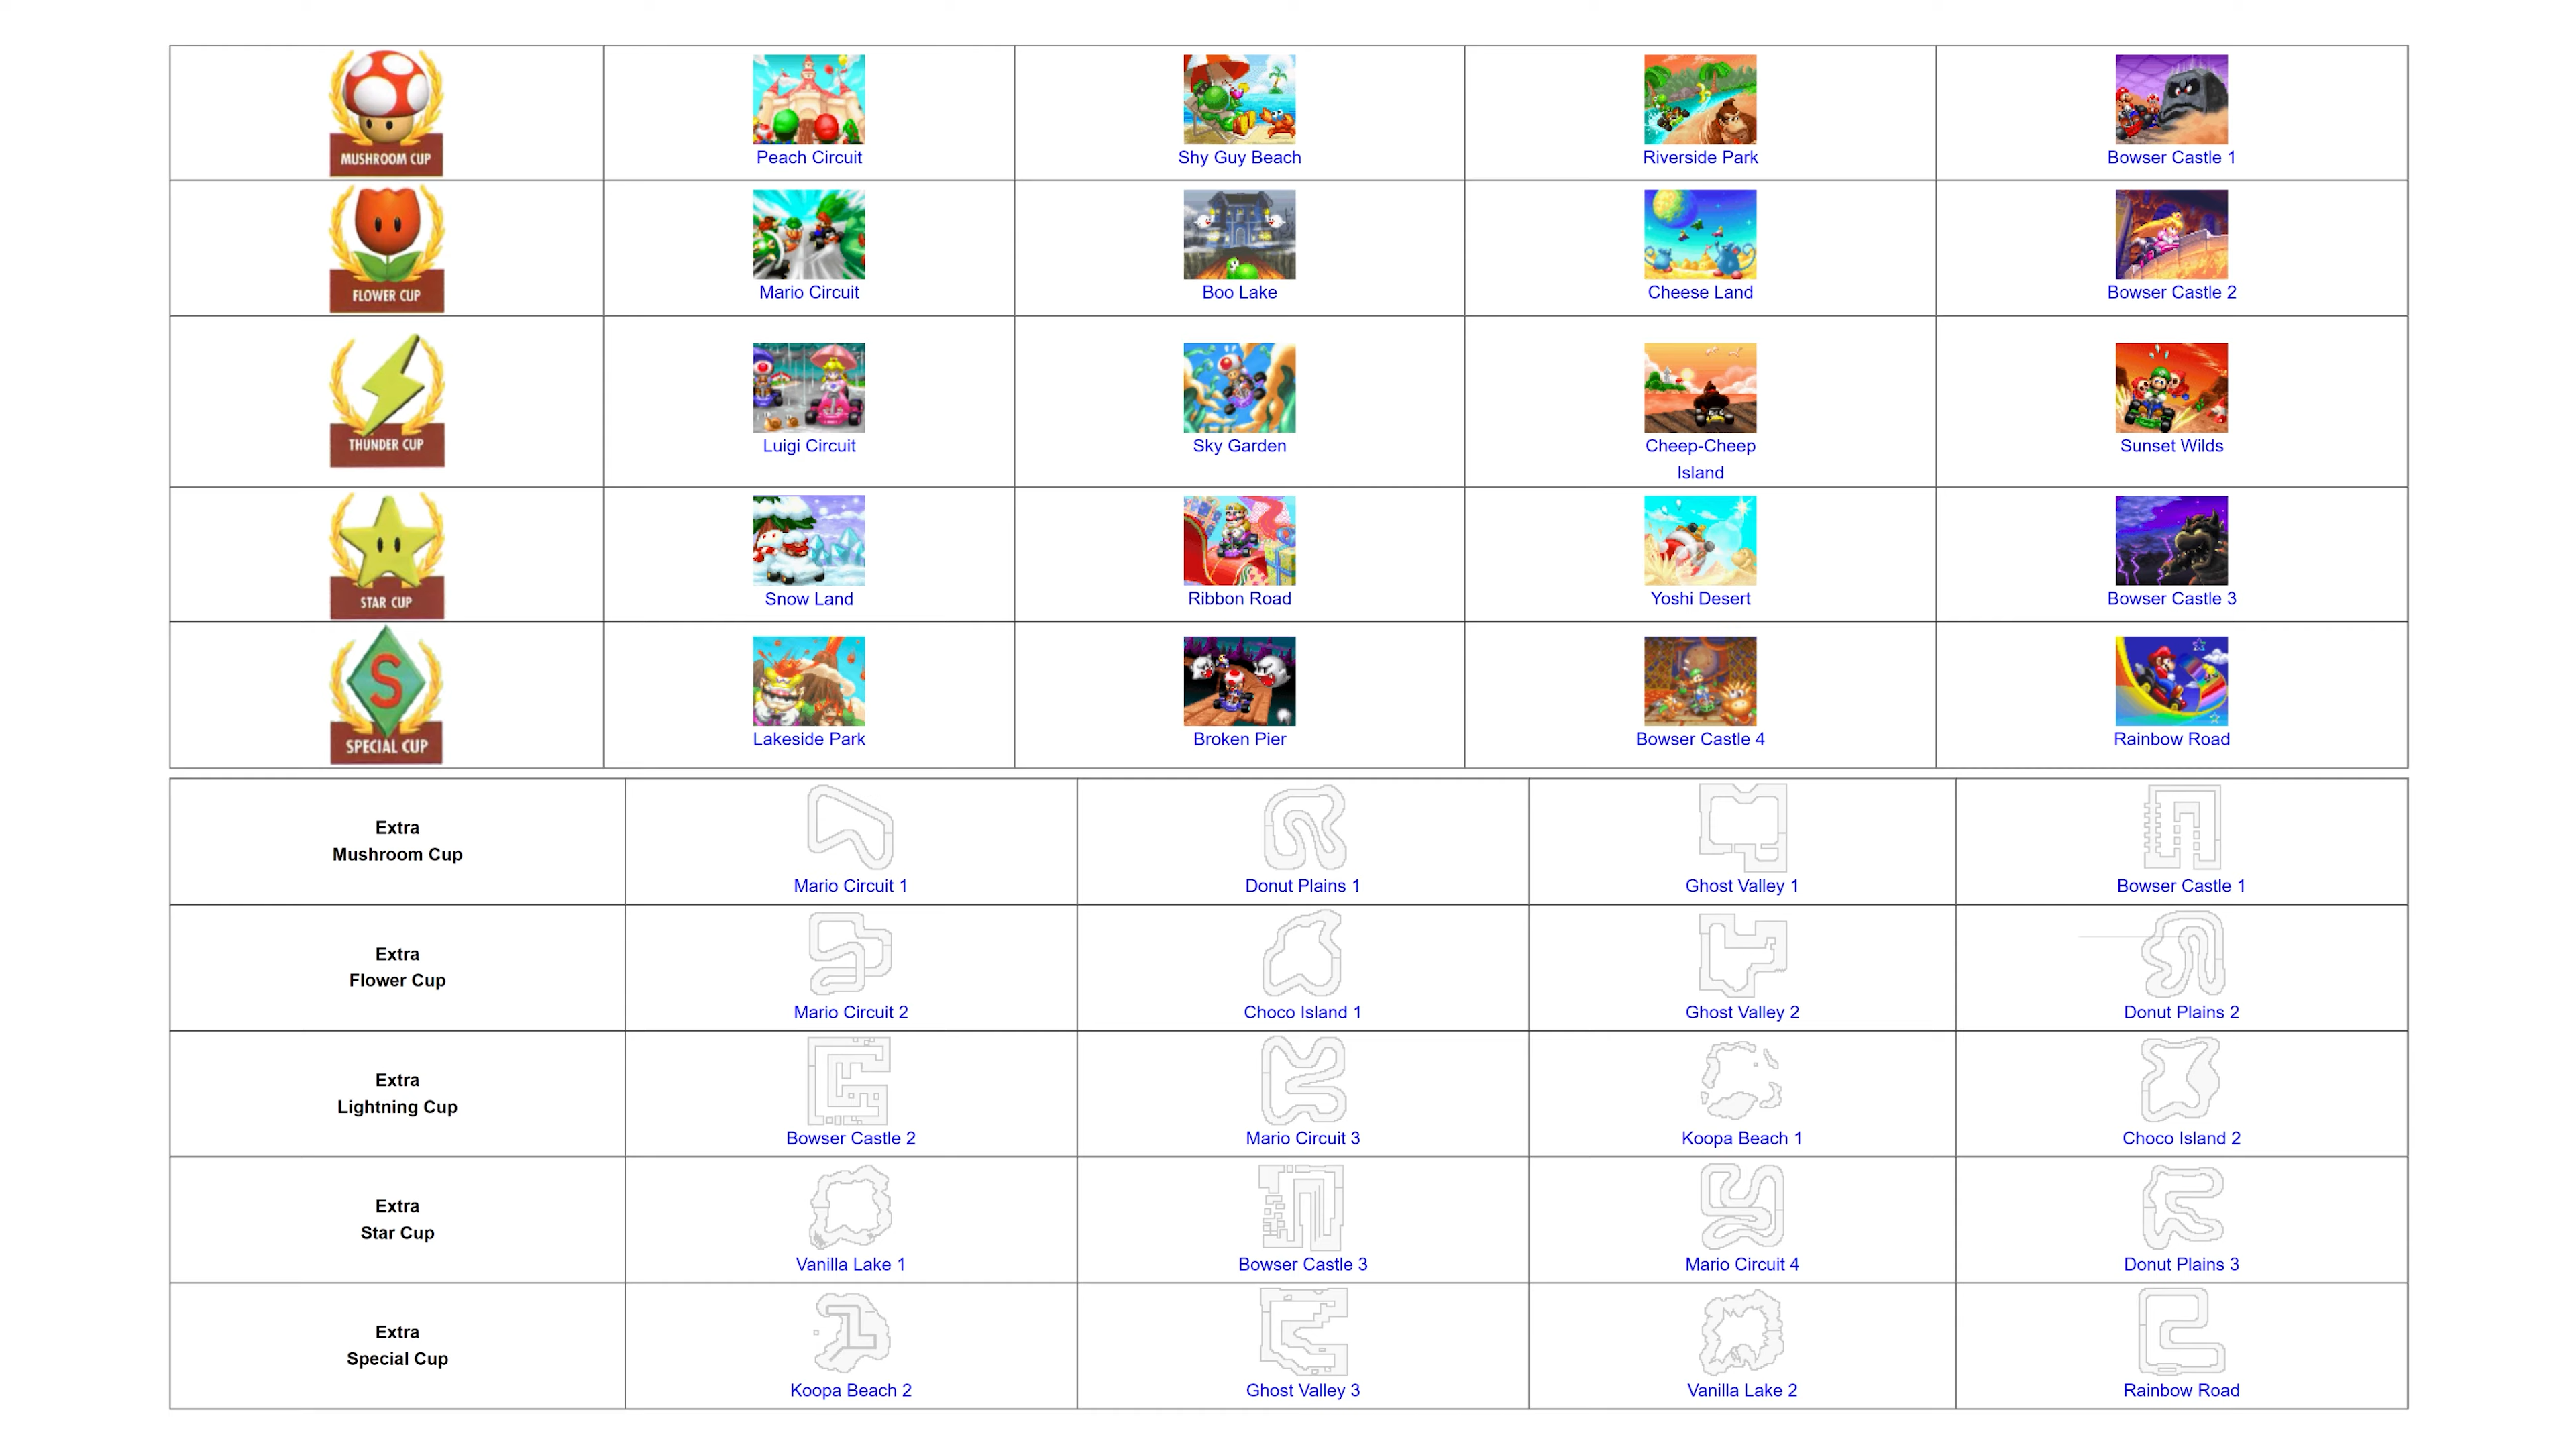 MUSHROOM CUP
Peach Circuit
Shy Guy Beach
Riverside Park
Bowser Castle 1
FLOWER CUP
Mario Circuit
Boo Lake
Cheese Land
Bowser Castle 2
THUNDER CUP
Luigi Circuit
Sky Garden
Cheep-Cheep
Island
Sunset Wilds
STAR CUP
Snow Land
Ribbon Road
Yoshi Desert
Bowser Castle 3
S
SPECIAL CUP
Lakeside Park
Broken Pier
Bowser Castle 4
Rainbow Road
Extra
Mushroom Cup
Mario Circuit 1
Donut Plains 1
Ghost Valley 1
Bowser Castle 1
Extra
Flower Cup
Mario Circuit 2
Choco Island 1
Ghost Valley 2
Donut Plains 2
Extra
Lightning Cup
Bowser Castle 2
Mario Circuit 3
Koopa Beach 1
Choco Island 2
Extra
Star Cup
Vanilla Lake 1
Bowser Castle 3
Mario Circuit 4
Donut Plains 3
Extra
Special Cup
Koopa Beach 2
Ghost Valley 3
Vanilla Lake 2
Rainbow Road